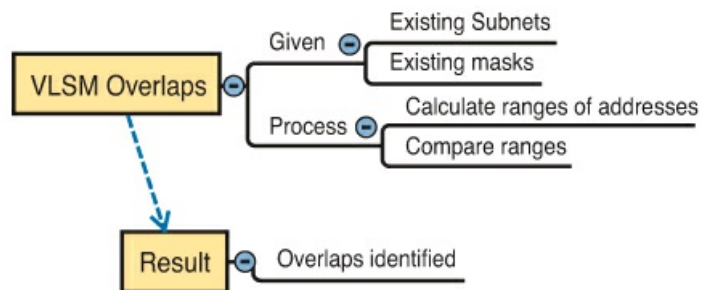 VLSM Overlaps
Given
Existing Subnets
Existing masks
Process
Calculate ranges of addresses
Compare ranges
Result
Overlaps identified